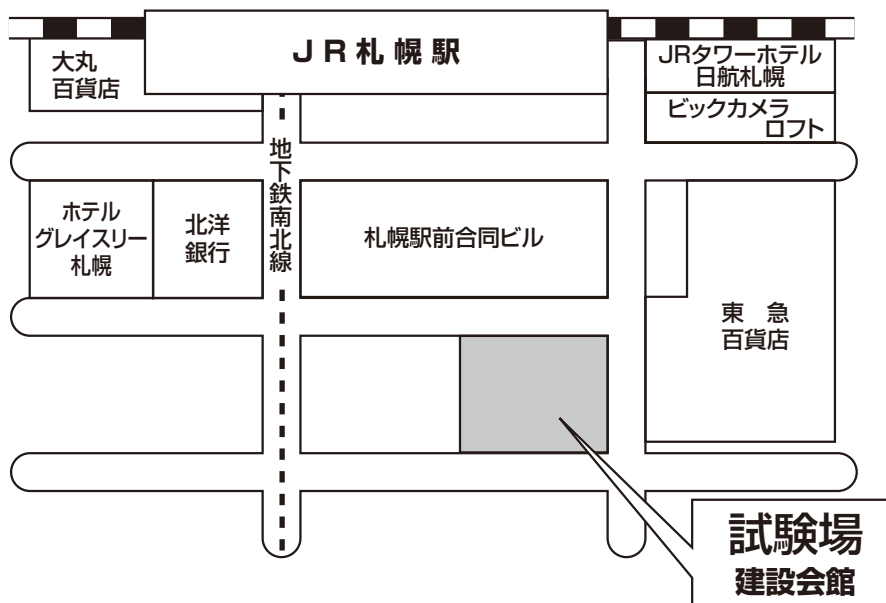 JR札幌駅
大丸
百貨店
JRタワーホテル
日航札幌
ビックカメラ
ロフト
地下鉄南北線
ホテル
グレイスリー
札幌
北洋
銀行
札幌駅前合同ビル
東 急
百貨店
試験場
建設会館